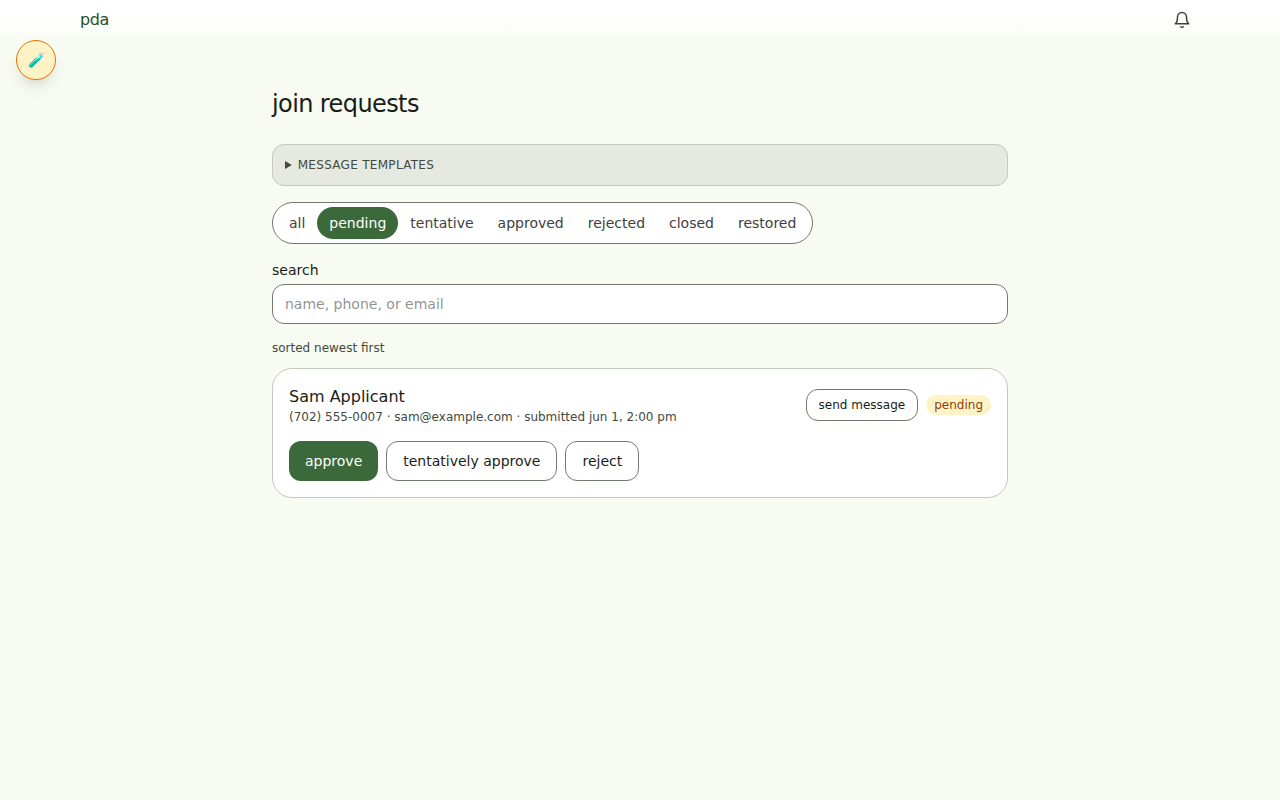 pda
join requests
MESSAGE TEMPLATES
all pending tentative approved rejected closed restored
search
name, phone, or email
sorted newest first
Sam Applicant
(702) 555-0007 · sam@example.com · submitted jun 1, 2:00 pm
send message pending
approve tentatively approve reject